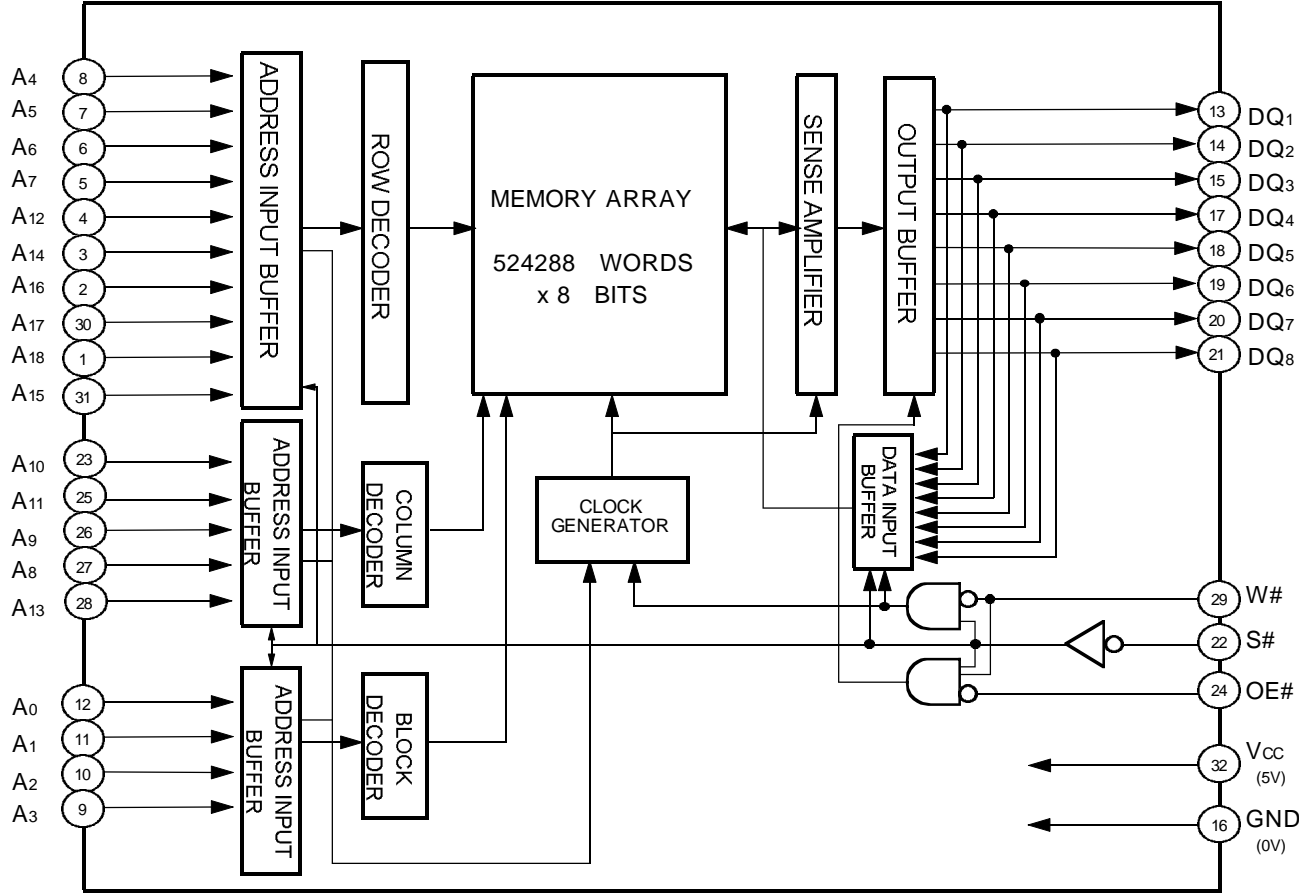 A4 8
A5 7
A6 6
A7 5
A12 4
A14 3
A16 2
A17 30
A18 1
A15 31
A10 23
A11 25
A9 26
A8 27
A13 28
A0 12
A1 11
A2 10
A3 9
ADDRESS INPUT BUFFER
ROW DECODER
ADDRESS INPUT
BUFFER
COLUMN
DECODER
ADDRESS INPUT
BUFFER
BLOCK
DECODER
MEMORY ARRAY
524288 WORDS
x 8 BITS
CLOCK
GENERATOR
SENSE AMPLIFIER
OUTPUT BUFFER
DATA INPUT
BUFFER
13 DQ1
14 DQ2
15 DQ3
17 DQ4
18 DQ5
19 DQ6
20 DQ7
21 DQ8
29 W#
22 S#
24 OE#
32 VCC
(5V)
16 GND
(0V)